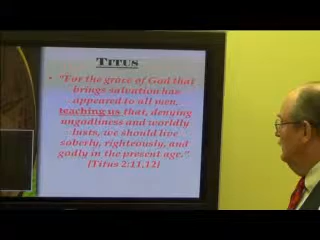 TITUS
• "For the grace of God that
brings salvation has
appeared to all men,
teaching us that, denying
ungodliness and worldly
lusts, we should live
soberly, righteously, and
godly in the present age."
(Titus 2:11,12)